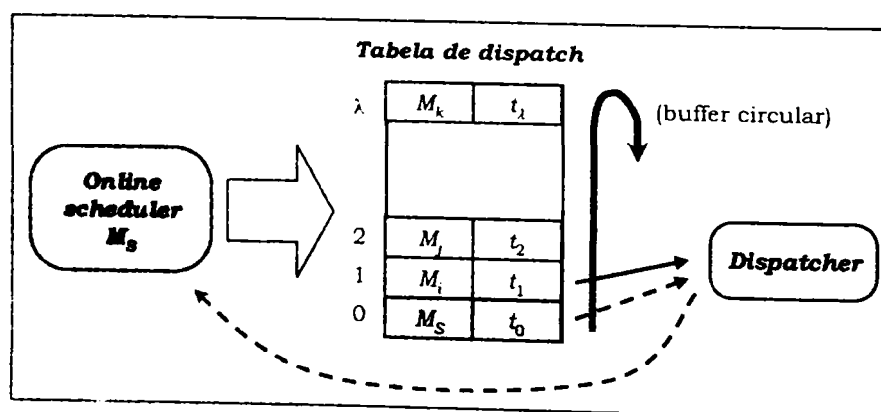 Tabela de dispatch
λ M_k t_λ
(buffer circular)
Online
scheduler
M_S
2 M_j t_2
1 M_i t_1
0 M_S t_0
Dispatcher